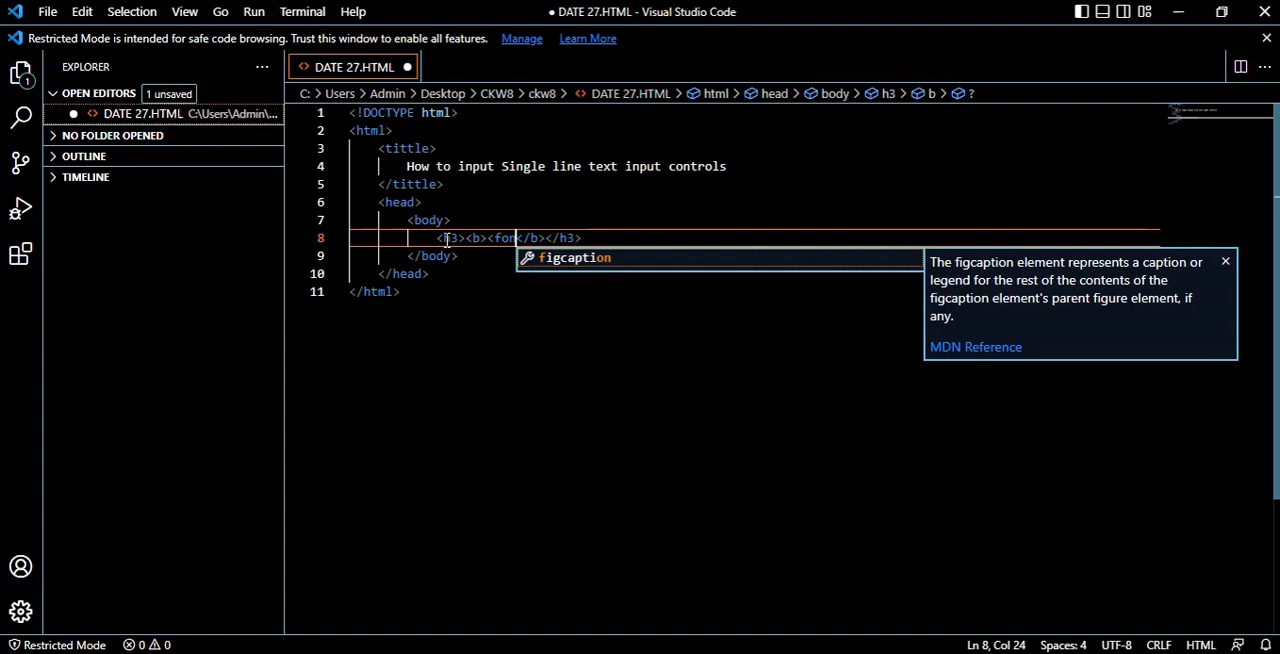 File Edit Selection View Go Run Terminal Help ● DATE 27.HTML - Visual Studio Code
Restricted Mode is intended for safe code browsing. Trust this window to enable all features. Manage Learn More
EXPLORER ···
<> DATE 27.HTML ●
OPEN EDITORS 1 unsaved
● <> DATE 27.HTML C:\Users\Admin\...
NO FOLDER OPENED
OUTLINE
TIMELINE
C: > Users > Admin > Desktop > CKW8 > ckw8 > <> DATE 27.HTML > html > head > body > h3 > b > ?
1 <!DOCTYPE html>
2 <html>
3 <tittle>
4 How to input Single line text input controls
5 </tittle>
6 <head>
7 <body>
8 <h3><b><fon</b></h3>
9 </body>
10 </head>
11 </html>
figcaption
The figcaption element represents a caption or
legend for the rest of the contents of the
figcaption element's parent figure element, if
any.
MDN Reference
1
Restricted Mode 0 0 Ln 8, Col 24 Spaces: 4 UTF-8 CRLF HTML